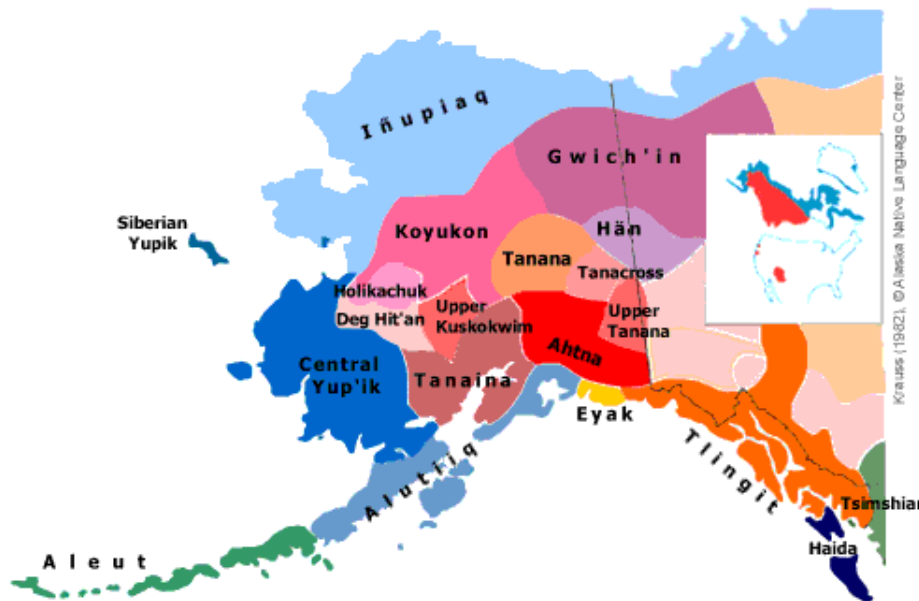 Iñupiaq
Gwich'in
Siberian
Yupik
Koyukon
Hän
Tanana
Tanacross
Holikachuk
Deg Hit'an
Upper
Kuskokwim
Upper
Tanana
Ahtna
Central
Yup'ik
Tanaina
Eyak
Alutiiq
Tlingit
Tsimshian
Haida
Aleut
Krauss (1982), © Alaska Native Language Center